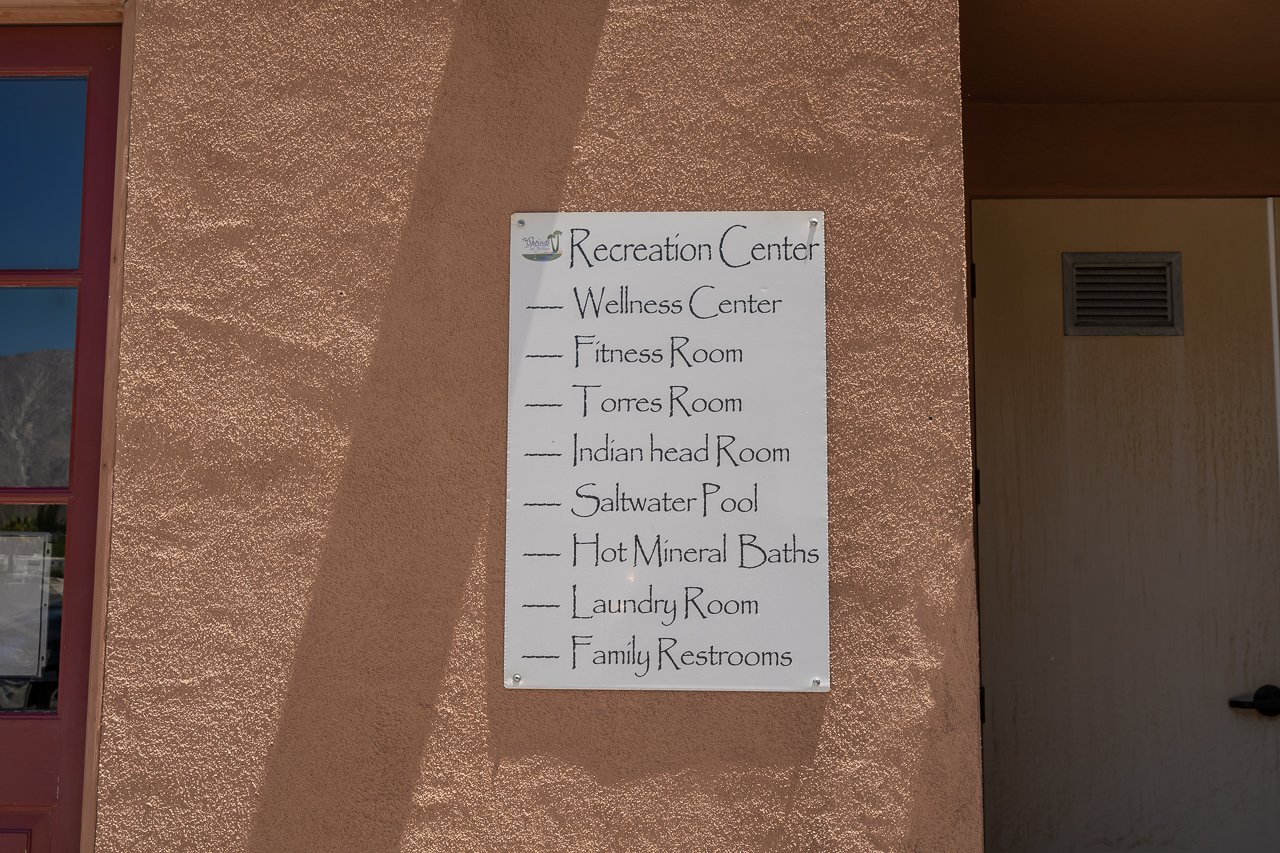 Recreation Center
Wellness Center
Fitness Room
Torres Room
Indian head Room
Saltwater Pool
Hot Mineral Baths
Laundry Room
Family Restrooms